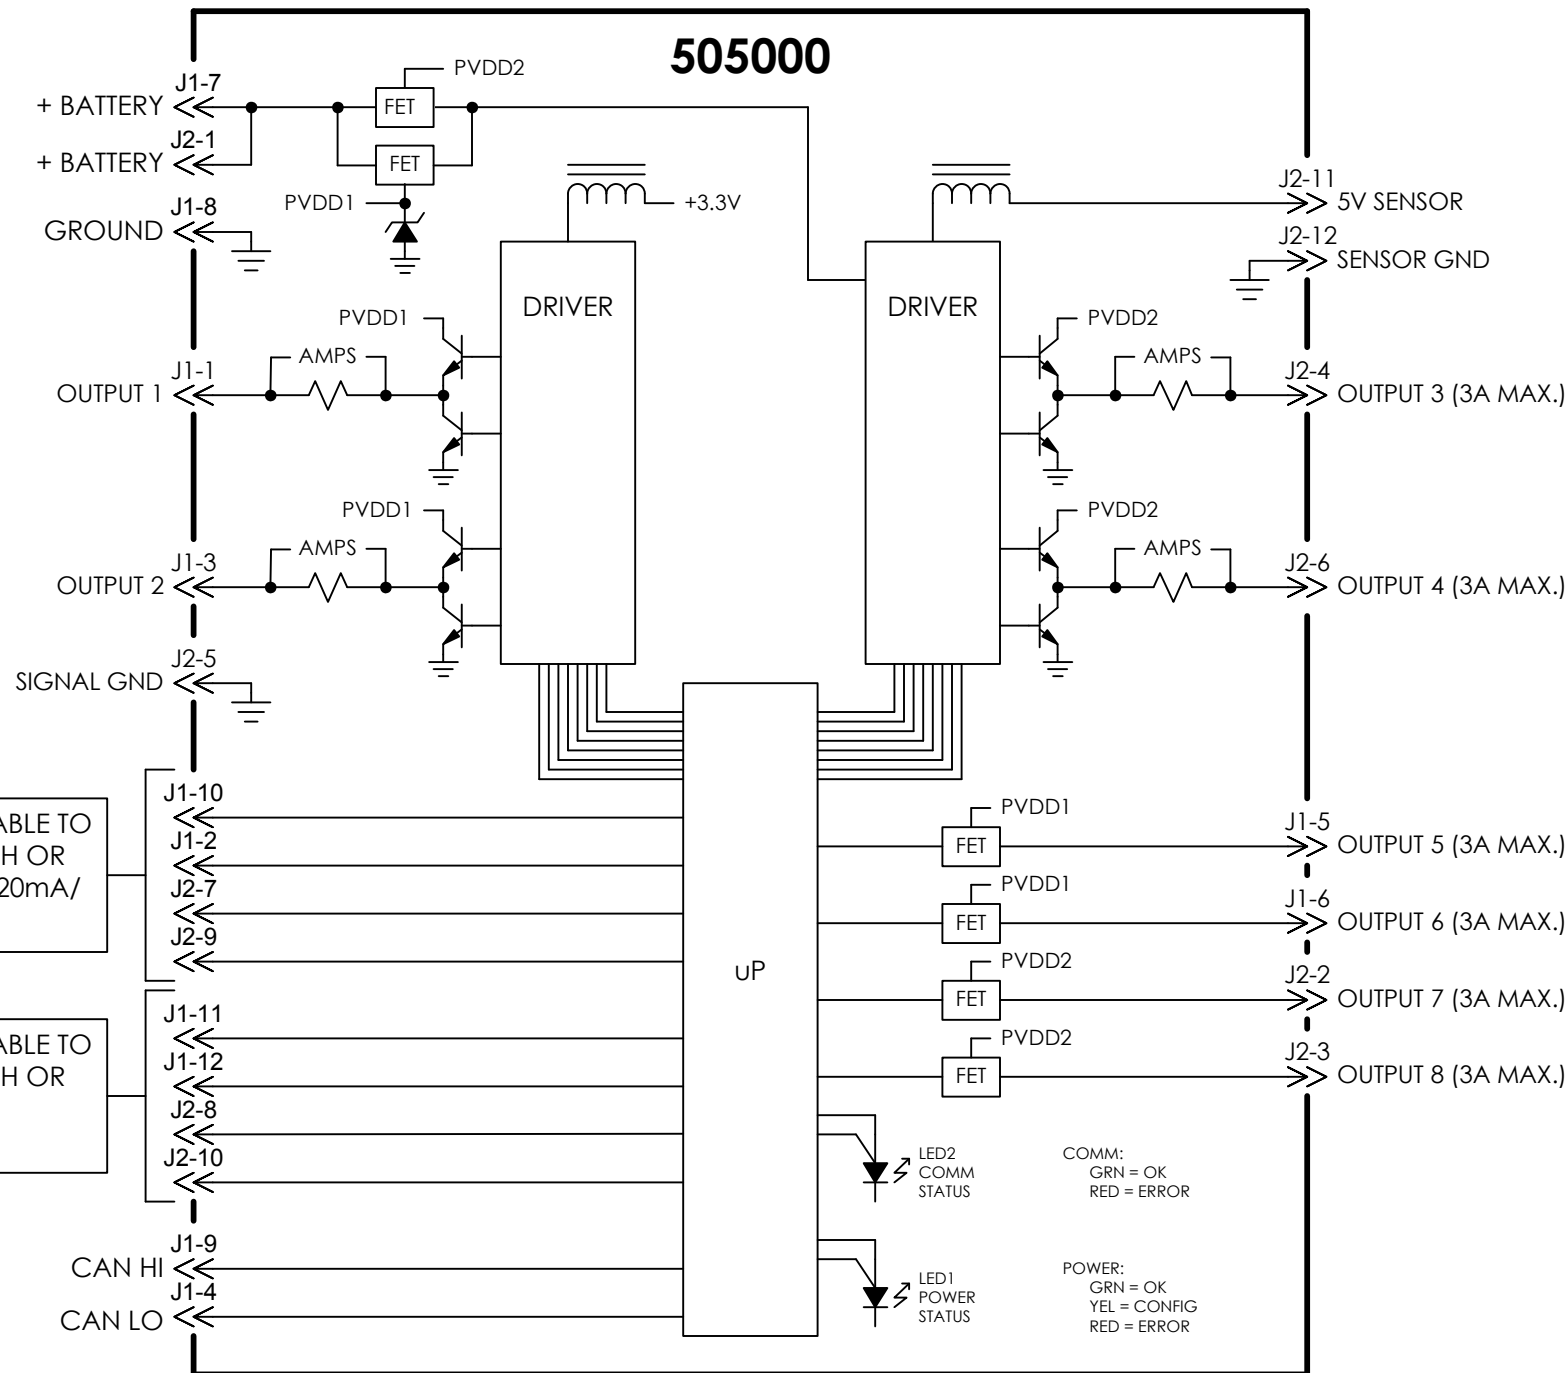 505000
J1-7
+ BATTERY
J2-1
+ BATTERY
J1-8
GROUND
PVDD2
FET
FET
PVDD1
+3.3V
J2-11
5V SENSOR
J2-12
SENSOR GND
DRIVER
DRIVER
PVDD1
AMPS
J1-1
OUTPUT 1
PVDD2
AMPS
J2-4
OUTPUT 3 (3A MAX.)
PVDD1
AMPS
J1-3
OUTPUT 2
PVDD2
AMPS
J2-6
OUTPUT 4 (3A MAX.)
J2-5
SIGNAL GND
J1-10
J1-2
J2-7
J2-9
ABLE TO
H OR
20mA/
J1-11
J1-12
J2-8
J2-10
ABLE TO
H OR
J1-9
CAN HI
J1-4
CAN LO
uP
PVDD1
FET
J1-5
OUTPUT 5 (3A MAX.)
PVDD1
FET
J1-6
OUTPUT 6 (3A MAX.)
PVDD2
FET
J2-2
OUTPUT 7 (3A MAX.)
PVDD2
FET
J2-3
OUTPUT 8 (3A MAX.)
LED2
COMM
STATUS
COMM:
GRN = OK
RED = ERROR
LED1
POWER
STATUS
POWER:
GRN = OK
YEL = CONFIG
RED = ERROR